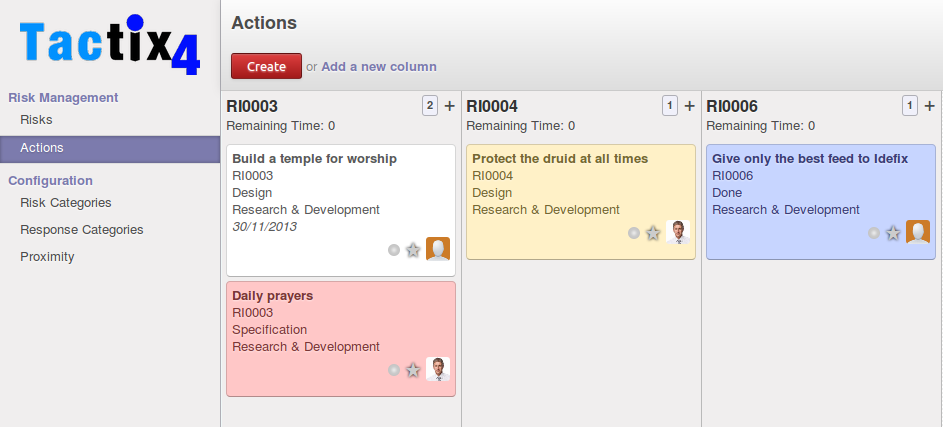 Tactix4
Risk Management
Risks
Actions
Configuration
Risk Categories
Response Categories
Proximity
Actions
Create or Add a new column
RI0003 2 +
Remaining Time: 0
Build a temple for worship
RI0003
Design
Research & Development
30/11/2013
Daily prayers
RI0003
Specification
Research & Development
RI0004 1 +
Remaining Time: 0
Protect the druid at all times
RI0004
Design
Research & Development
RI0006 1 +
Remaining Time: 0
Give only the best feed to Idefix
RI0006
Done
Research & Development